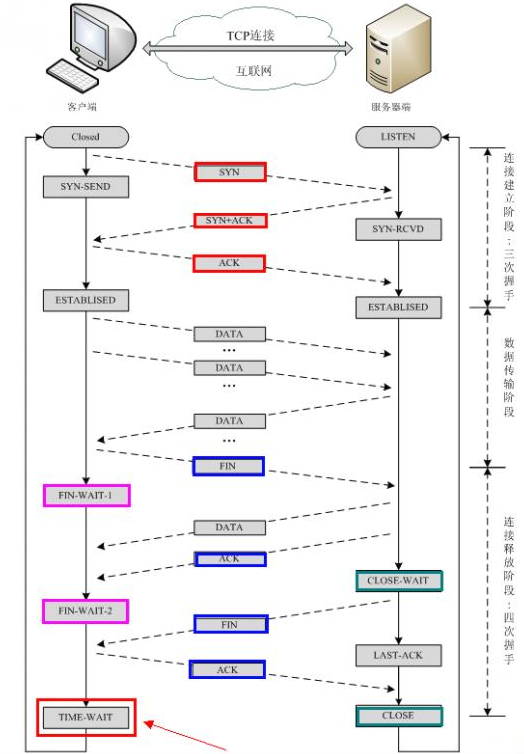 TCP连接
互联网
客户端
服务器端
Closed
LISTEN
SYN
SYN-SEND
SYN+ACK
SYN-RCVD
ACK
ESTABLISED
ESTABLISED
连接建立阶段：三次握手
DATA
...
DATA
...
DATA
...
数据传输阶段
FIN
FIN-WAIT-1
DATA
ACK
CLOSE-WAIT
FIN-WAIT-2
FIN
LAST-ACK
ACK
TIME-WAIT
CLOSE
连接释放阶段：四次握手